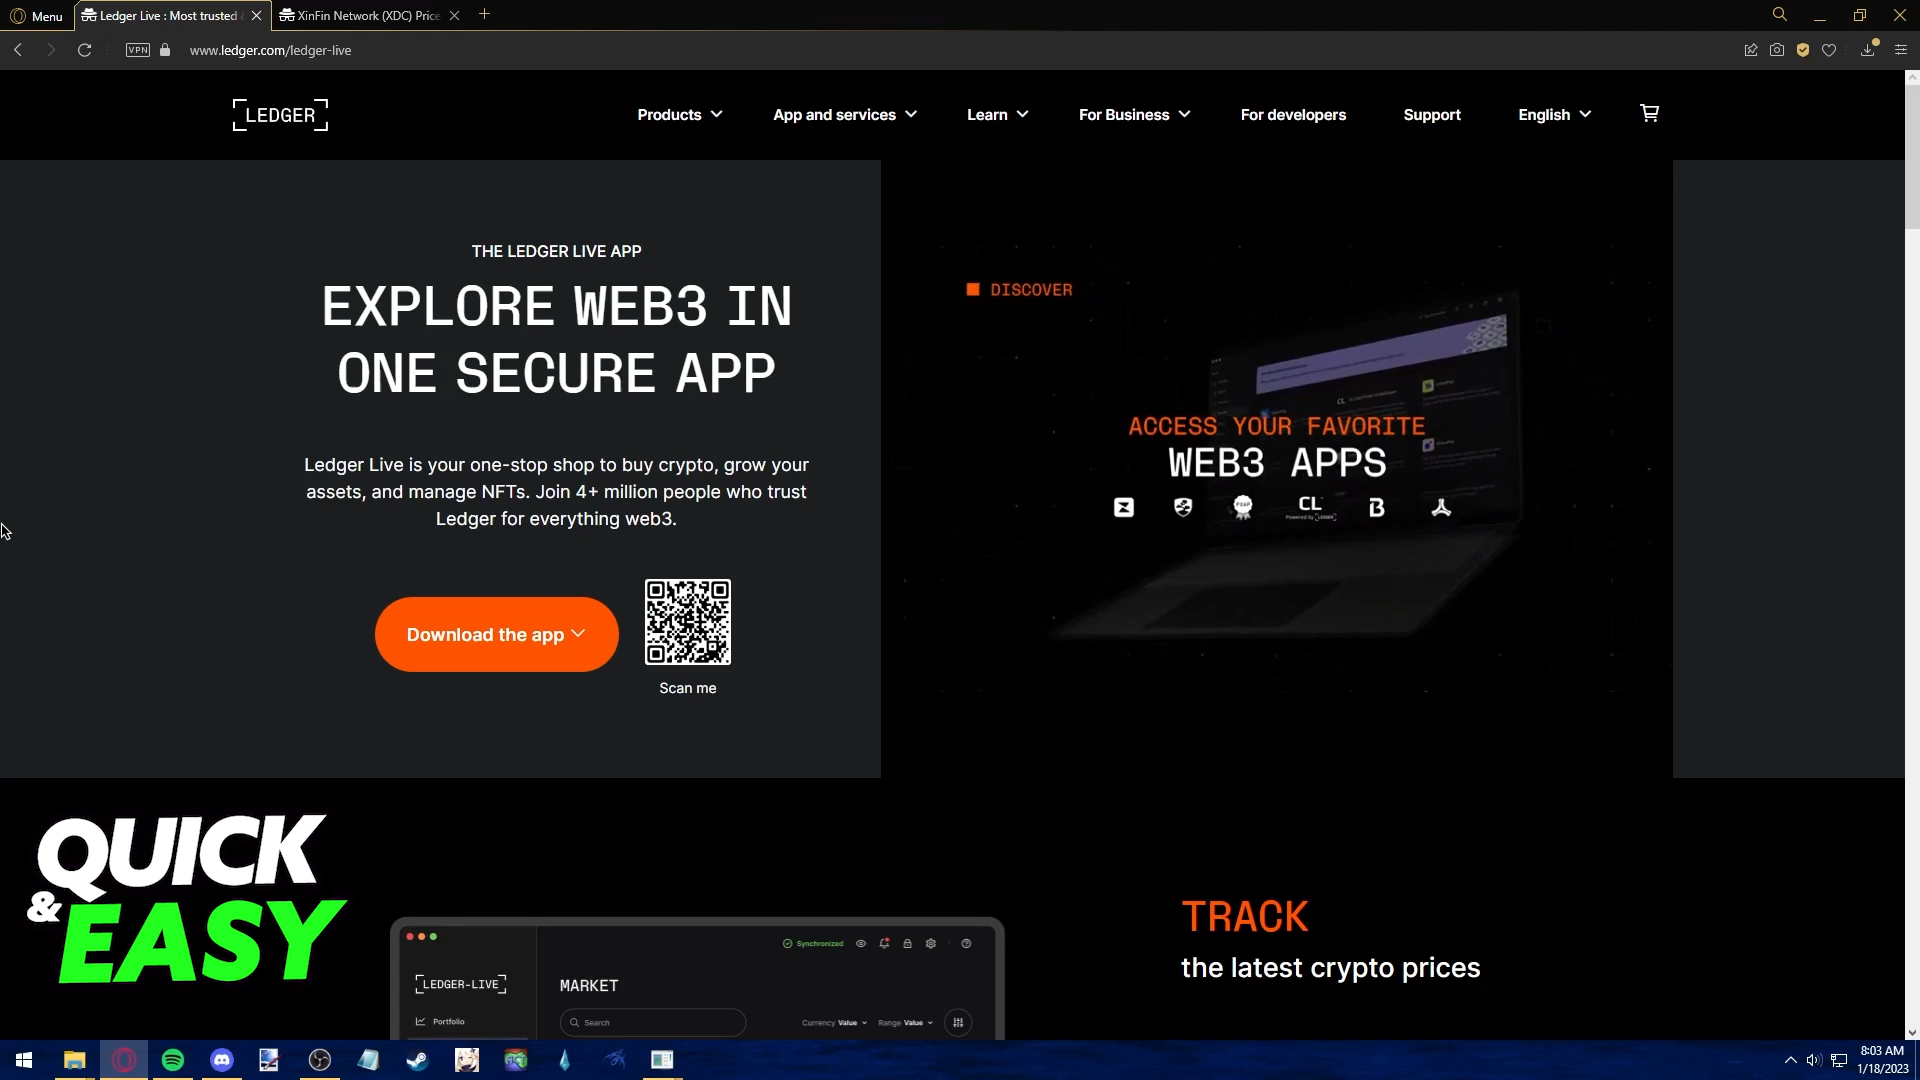 Menu
Ledger Live : Most trusted
XinFin Network (XDC) Price
VPN
www.ledger.com/ledger-live
LEDGER
Products
App and services
Learn
For Business
For developers
Support
English
THE LEDGER LIVE APP
EXPLORE WEB3 IN
ONE SECURE APP
Ledger Live is your one-stop shop to buy crypto, grow your
assets, and manage NFTs. Join 4+ million people who trust
Ledger for everything web3.
Download the app
Scan me
DISCOVER
ACCESS YOUR FAVORITE
WEB3 APPS
CL
Powered by LEDGER
QUICK
& EASY
Synchronized
LEDGER-LIVE
MARKET
Portfolio
Search
Currency Value
Range Value
TRACK
the latest crypto prices
8:03 AM
1/18/2023